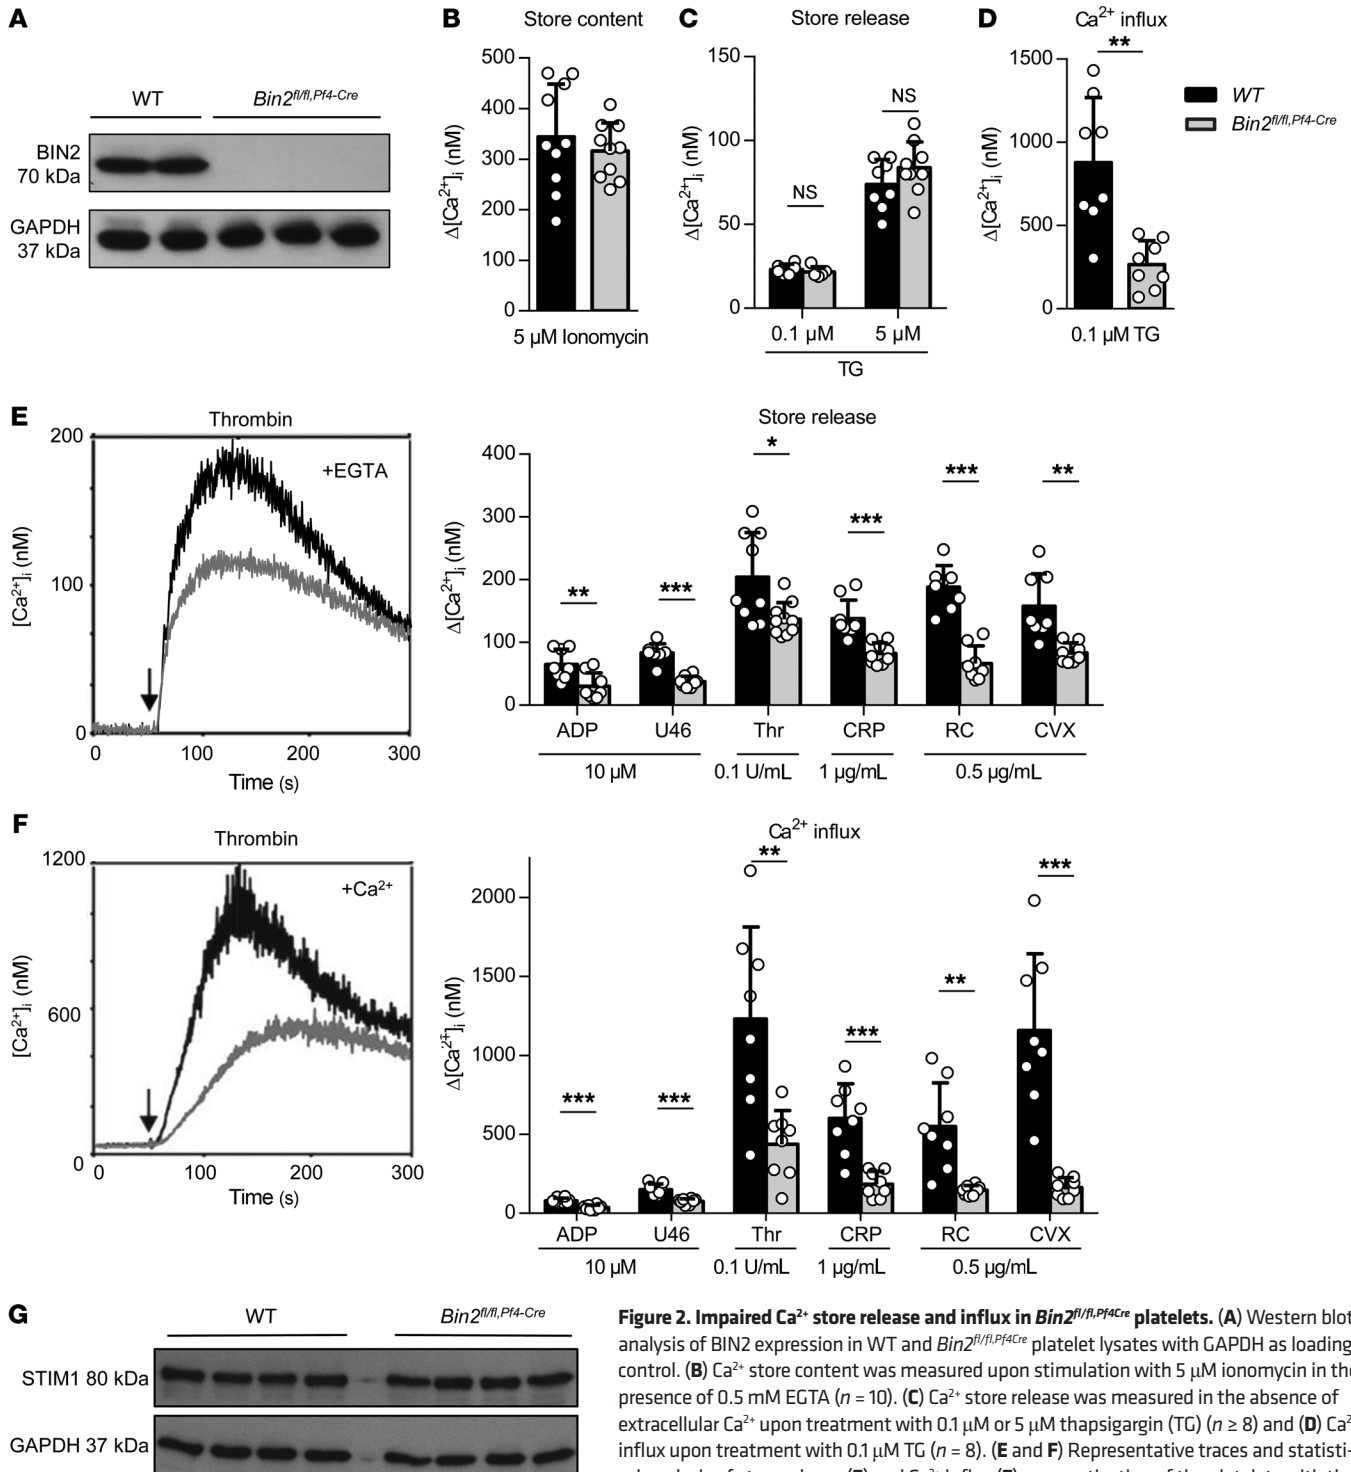 A
WT
Bin2fl/fl,Pf4-Cre
BIN2
70 kDa
GAPDH
37 kDa
B
Store content
Δ[Ca2+]i (nM)
500
400
300
200
100
0
5 µM Ionomycin
C
Store release
Δ[Ca2+]i (nM)
150
100
50
0
NS
NS
0.1 µM
5 µM
TG
D
Ca2+ influx
**
Δ[Ca2+]i (nM)
1500
1000
500
0
0.1 µM TG
WT
Bin2fl/fl,Pf4-Cre
E
Thrombin
+EGTA
[Ca2+]i (nM)
200
100
0
0 100 200 300
Time (s)
Store release
Δ[Ca2+]i (nM)
400
300
200
100
0
** *** * *** *** **
ADP U46 Thr CRP RC CVX
10 µM 0.1 U/mL 1 µg/mL 0.5 µg/mL
F
Thrombin
+Ca2+
[Ca2+]i (nM)
1200
600
0
0 100 200 300
Time (s)
Ca2+ influx
Δ[Ca2+]i (nM)
2000
1500
1000
500
0
*** *** ** *** ** ***
ADP U46 Thr CRP RC CVX
10 µM 0.1 U/mL 1 µg/mL 0.5 µg/mL
G
WT
Bin2fl/fl,Pf4-Cre
STIM1 80 kDa
GAPDH 37 kDa
Figure 2. Impaired Ca2+ store release and influx in Bin2fl/fl,Pf4Cre platelets. (A) Western blot
analysis of BIN2 expression in WT and Bin2fl/fl,Pf4Cre platelet lysates with GAPDH as loading
control. (B) Ca2+ store content was measured upon stimulation with 5 µM ionomycin in the
presence of 0.5 mM EGTA (n = 10). (C) Ca2+ store release was measured in the absence of
extracellular Ca2+ upon treatment with 0.1 µM or 5 µM thapsigargin (TG) (n ≥ 8) and (D) Ca2
influx upon treatment with 0.1 µM TG (n = 8). (E and F) Representative traces and statisti-